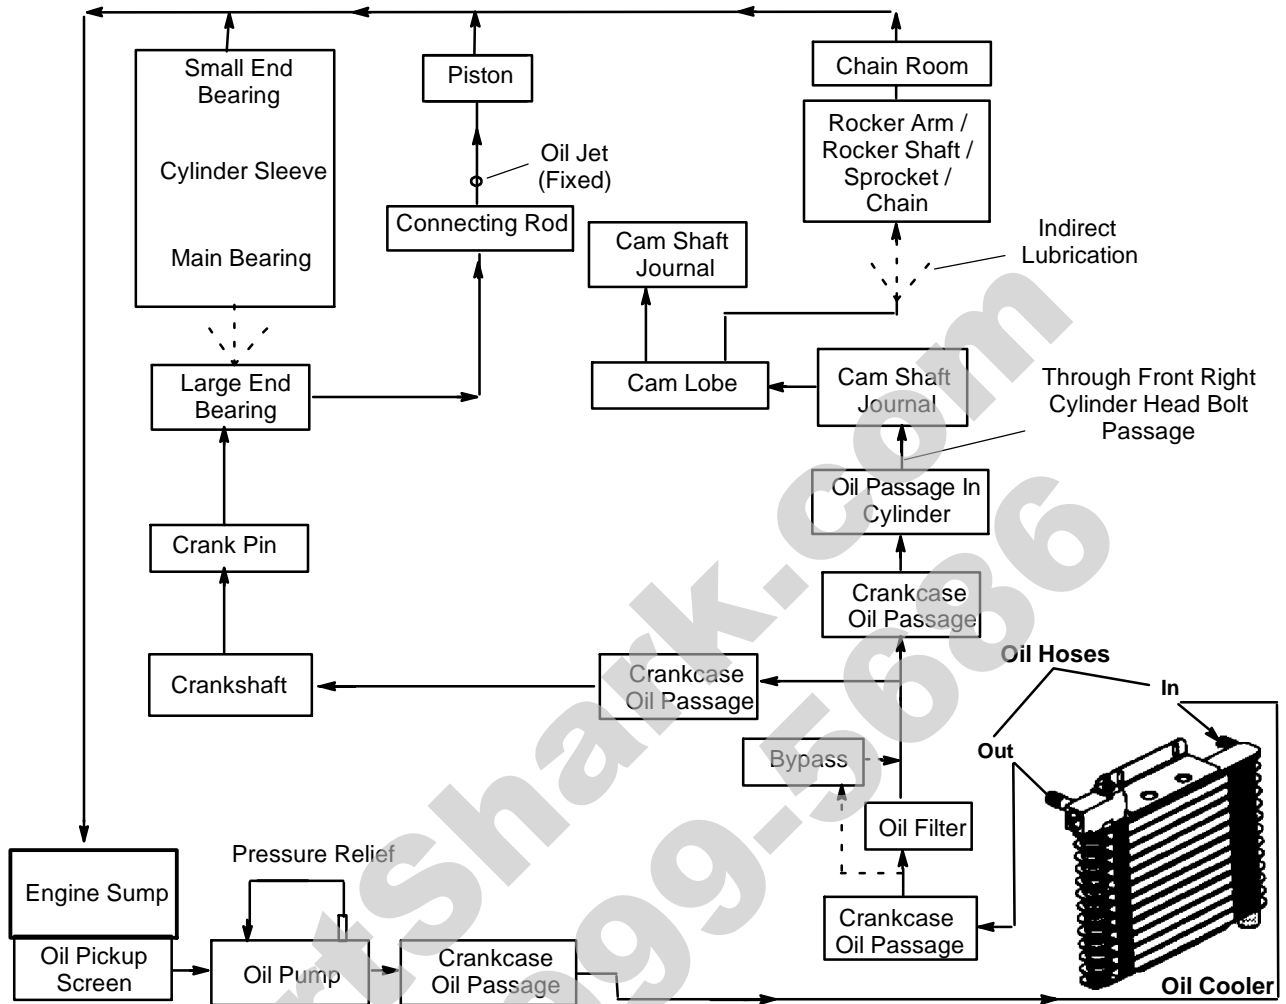 Small End
Bearing
Cylinder Sleeve
Main Bearing
Piston
Chain Room
Rocker Arm /
Rocker Shaft /
Sprocket /
Chain
Oil Jet
(Fixed)
Connecting Rod
Cam Shaft
Journal
Indirect
Lubrication
Large End
Bearing
Cam Lobe
Cam Shaft
Journal
Through Front Right
Cylinder Head Bolt
Passage
Oil Passage In
Cylinder
Crank Pin
Crankcase
Oil Passage
Crankshaft
Crankcase
Oil Passage
Oil Hoses
In
Out
Bypass
Oil Filter
Pressure Relief
Engine Sump
Oil Pickup
Screen
Oil Pump
Crankcase
Oil Passage
Crankcase
Oil Passage
Oil Cooler
rtShark.com
099-5686